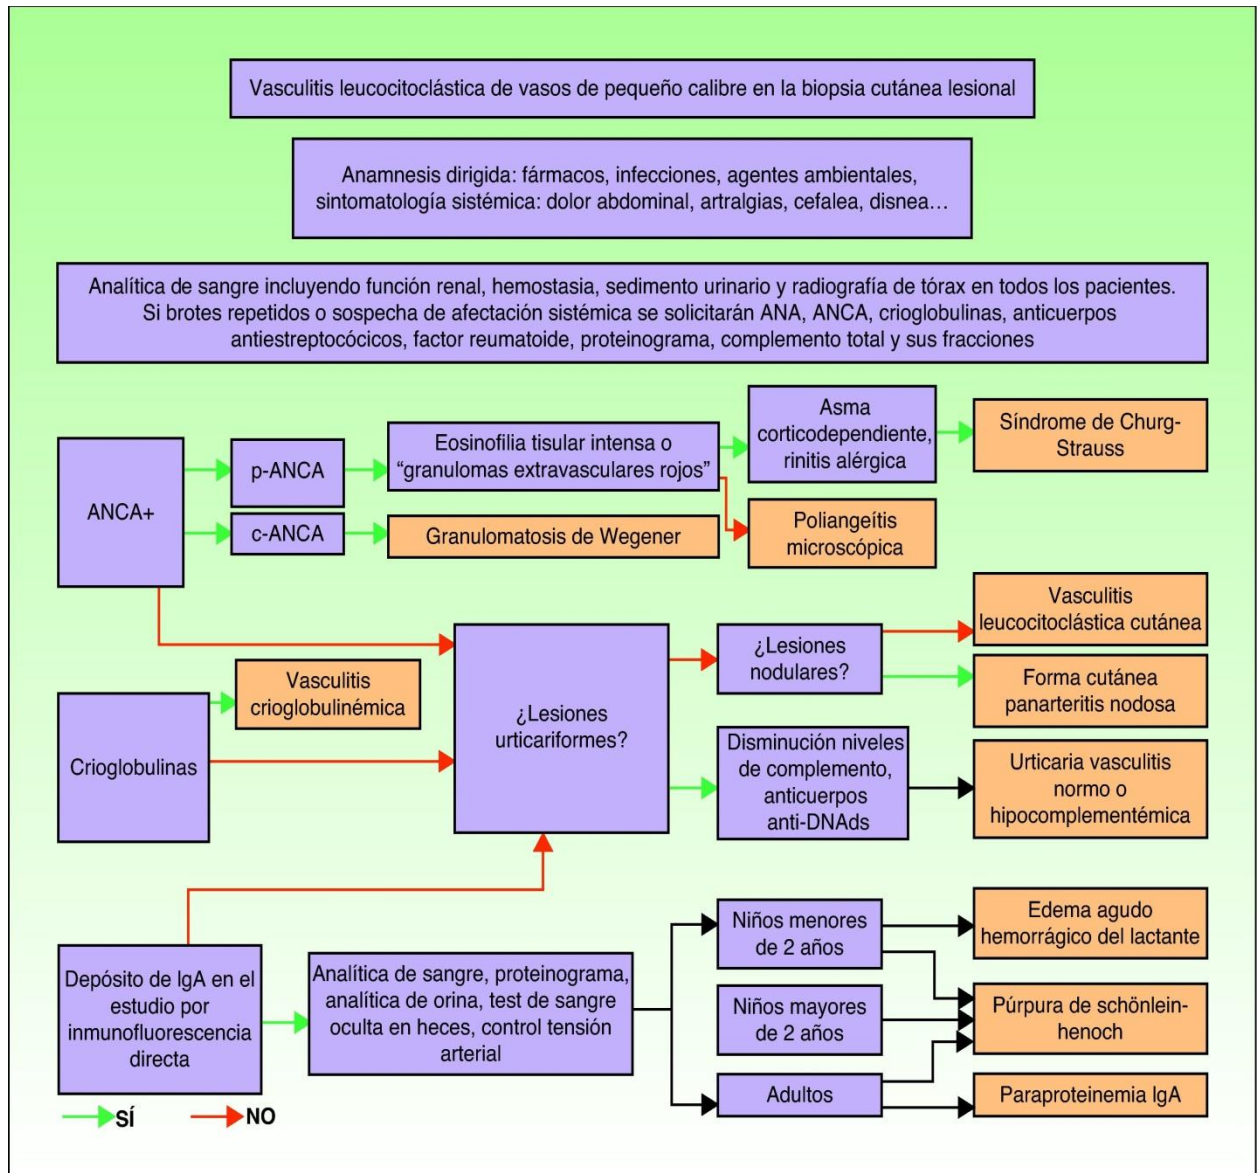 Vasculitis leucocitoclástica de vasos de pequeño calibre en la biopsia cutánea lesional
Anamnesis dirigida: fármacos, infecciones, agentes ambientales,
sintomatología sistémica: dolor abdominal, artralgias, cefalea, disnea…
Analítica de sangre incluyendo función renal, hemostasia, sedimento urinario y radiografía de tórax en todos los pacientes.
Si brotes repetidos o sospecha de afectación sistémica se solicitarán ANA, ANCA, crioglobulinas, anticuerpos
antiestreptocócicos, factor reumatoide, proteinograma, complemento total y sus fracciones
ANCA+
p-ANCA
Eosinofilia tisular intensa o
“granulomas extravasculares rojos”
Asma
corticodependiente,
rinitis alérgica
Síndrome de Churg-
Strauss
c-ANCA
Granulomatosis de Wegener
Poliangeítis
microscópica
Crioglobulinas
Vasculitis
crioglobulinémica
¿Lesiones
urticariformes?
¿Lesiones
nodulares?
Vasculitis
leucocitoclástica cutánea
Forma cutánea
panarteritis nodosa
Disminución niveles
de complemento,
anticuerpos
anti-DNAds
Urticaria vasculitis
normo o
hipocomplementémica
Depósito de IgA en el
estudio por
inmunofluorescencia
directa
Analítica de sangre, proteinograma,
analítica de orina, test de sangre
oculta en heces, control tensión
arterial
Niños menores
de 2 años
Edema agudo
hemorrágico del lactante
Niños mayores
de 2 años
Púrpura de schönlein-
henoch
Adultos
Paraproteinemia IgA
SÍ
NO